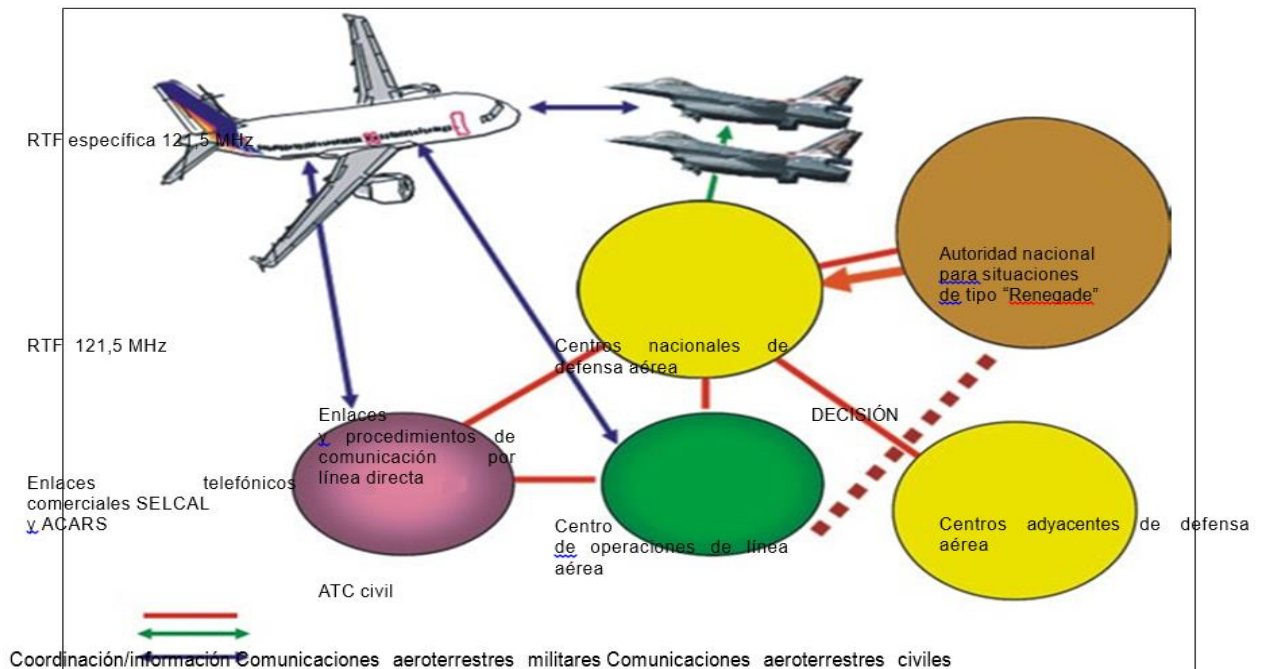 RTF específica 121,5 MHz
Autoridad nacional
para situaciones
de tipo “Renegade”
RTF 121,5 MHz
Centros nacionales de
defensa aérea
Enlaces
y procedimientos de
comunicación por
línea directa
DECISIÓN
Enlaces telefónicos
comerciales SELCAL
y ACARS
Centro
de operaciones de línea
aérea
Centros adyacentes de defensa
aérea
ATC civil
Coordinación/información Comunicaciones aeroterrestres militares Comunicaciones aeroterrestres civiles